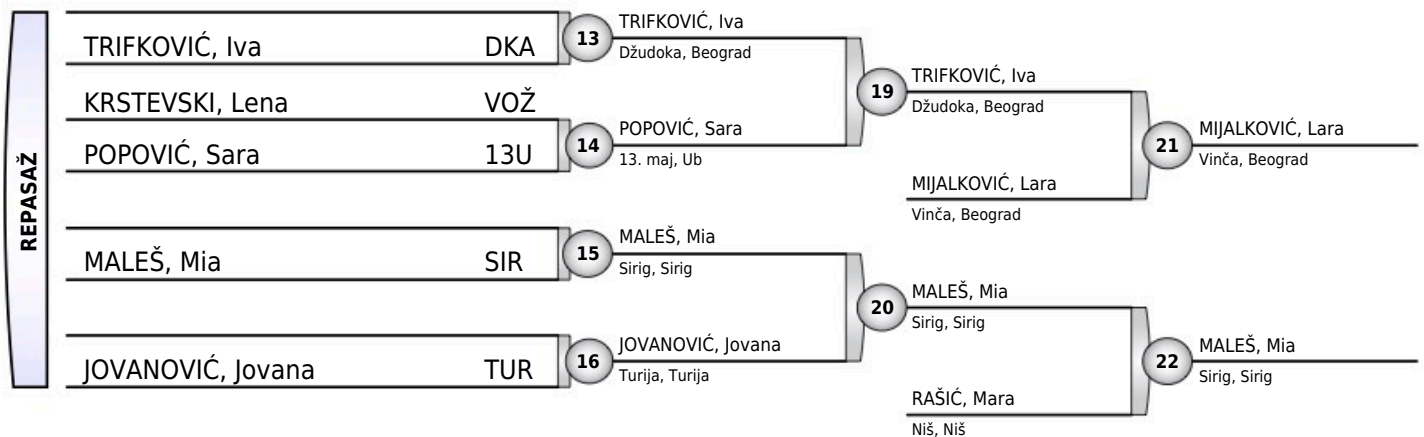 REPASAŽ
TRIFKOVIĆ, Iva DKA
KRSTEVSKI, Lena VOŽ
POPOVIĆ, Sara 13U
MALEŠ, Mia SIR
JOVANOVIĆ, Jovana TUR
13
TRIFKOVIĆ, Iva
Džudoka, Beograd
14
POPOVIĆ, Sara
13. maj, Ub
15
MALEŠ, Mia
Sirig, Sirig
16
JOVANOVIĆ, Jovana
Turija, Turija
19
TRIFKOVIĆ, Iva
Džudoka, Beograd
MIJALKOVIĆ, Lara
Vinča, Beograd
20
MALEŠ, Mia
Sirig, Sirig
RAŠIĆ, Mara
Niš, Niš
21
MIJALKOVIĆ, Lara
Vinča, Beograd
22
MALEŠ, Mia
Sirig, Sirig